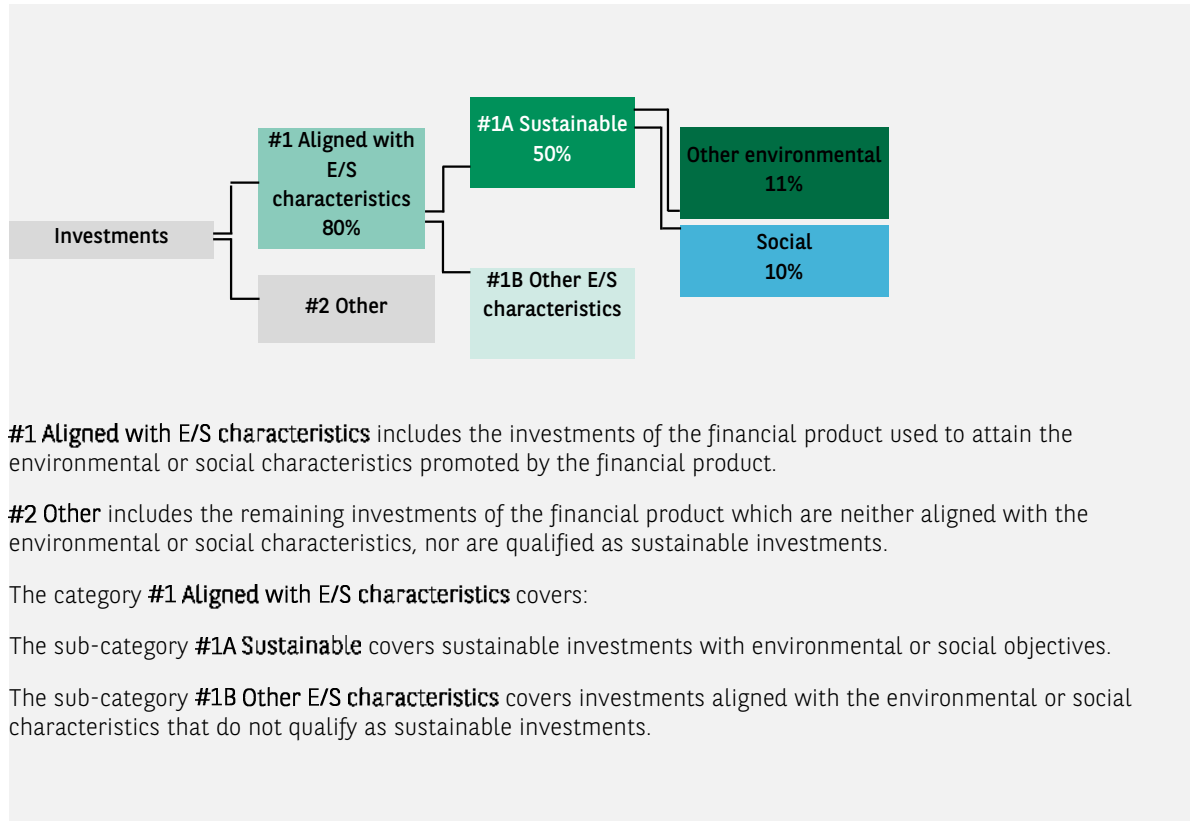 Investments
#1 Aligned with
E/S
characteristics
80%
#2 Other
#1A Sustainable
50%
#1B Other E/S
characteristics
Other environmental
11%
Social
10%
#1 Aligned with E/S characteristics includes the investments of the financial product used to attain the
environmental or social characteristics promoted by the financial product.
#2 Other includes the remaining investments of the financial product which are neither aligned with the
environmental or social characteristics, nor are qualified as sustainable investments.
The category #1 Aligned with E/S characteristics covers:
The sub-category #1A Sustainable covers sustainable investments with environmental or social objectives.
The sub-category #1B Other E/S characteristics covers investments aligned with the environmental or social
characteristics that do not qualify as sustainable investments.